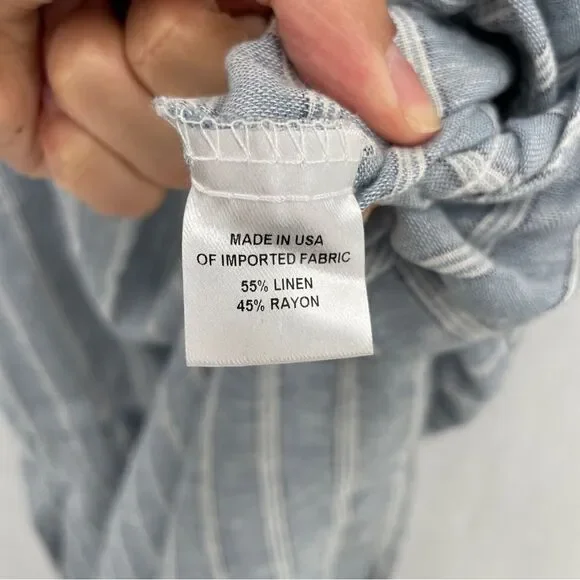 MADE IN USA
OF IMPORTED FABRIC
55% LINEN
45% RAYON